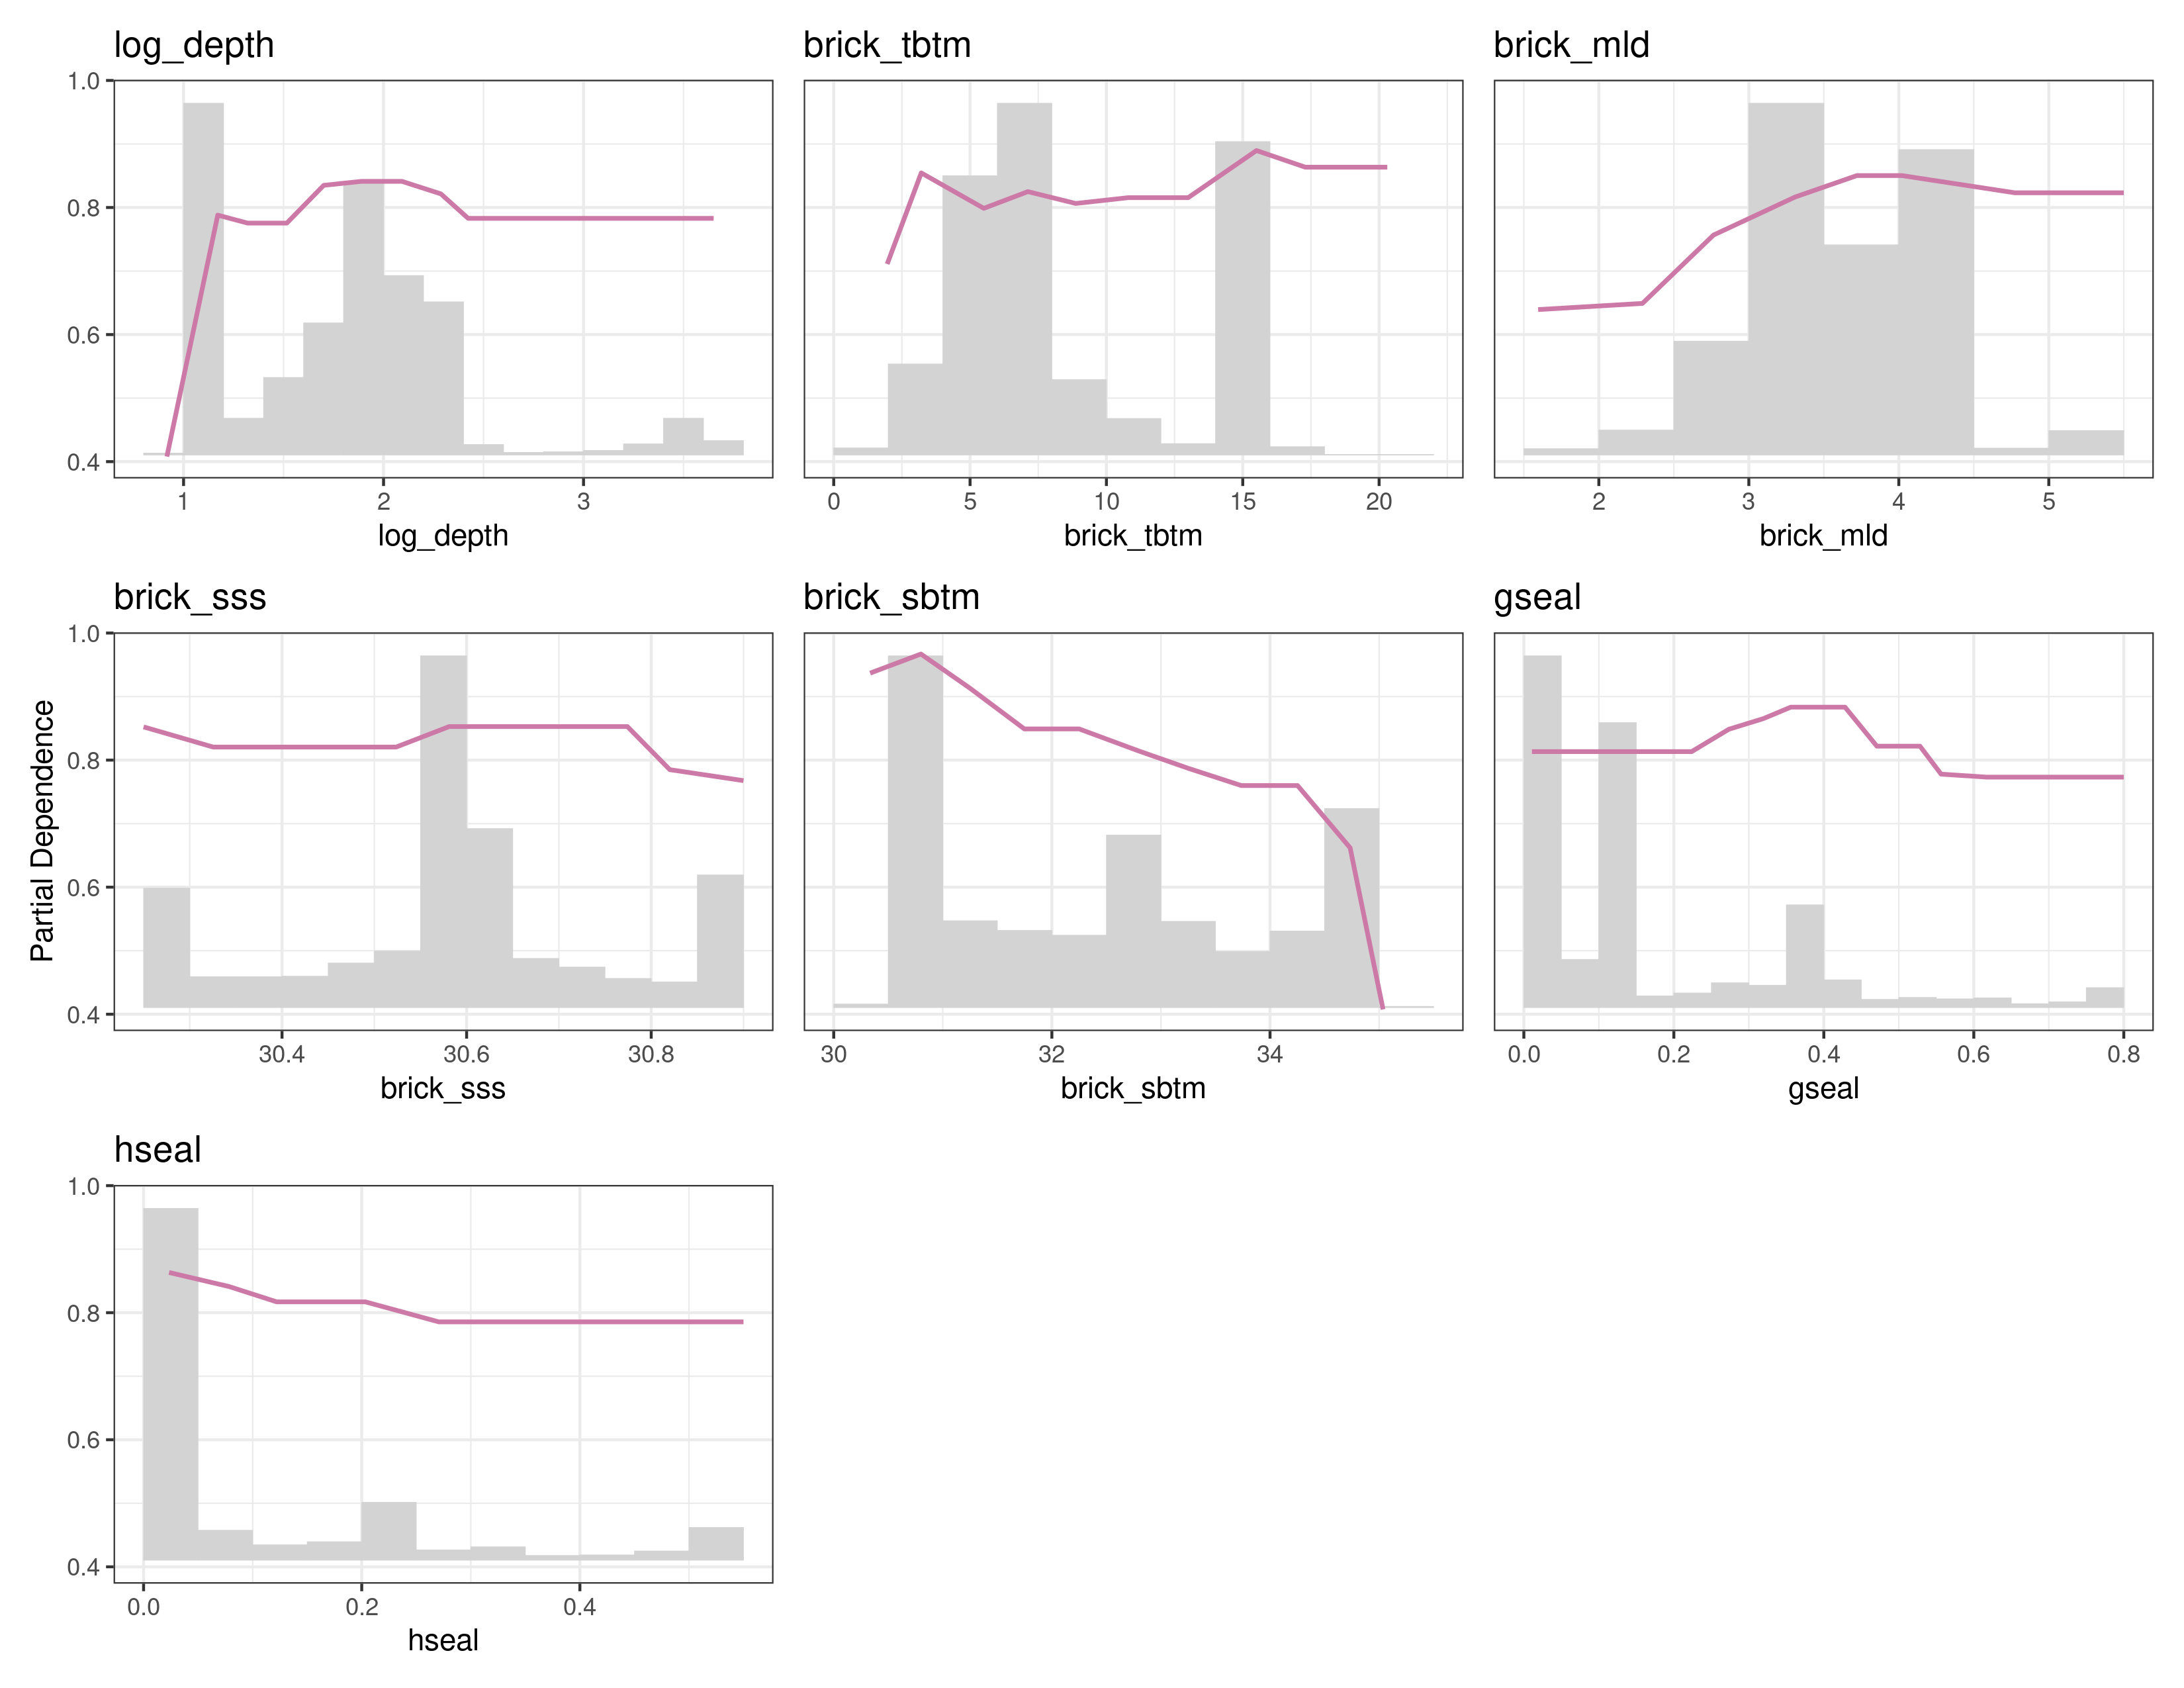 log_depth
brick_tbtm
brick_mld
1.0
0.8
0.6
0.4
1 2 3
0 5 10 15 20
2 3 4 5
log_depth
brick_tbtm
brick_mld
brick_sss
brick_sbtm
gseal
Partial Dependence
1.0
0.8
0.6
0.4
30.4 30.6 30.8
30 32 34
0.0 0.2 0.4 0.6 0.8
brick_sss
brick_sbtm
gseal
hseal
1.0
0.8
0.6
0.4
0.0 0.2 0.4
hseal